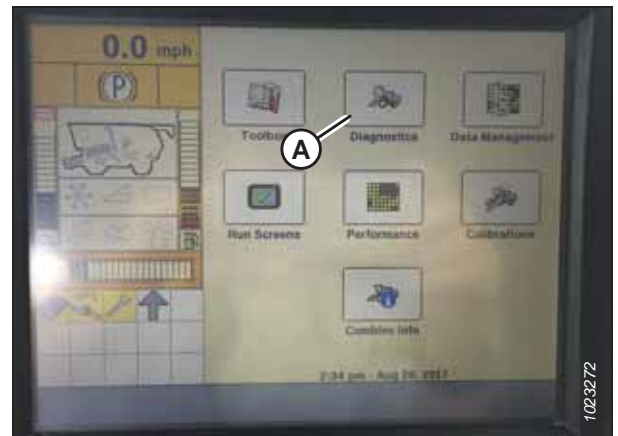 0.0 mph
(P)
Toolbox
Diagnostics
Data Management
A
Run Screens
Performance
Calibrations
Combine Info
2:34 pm - Aug 24, 2017
1023272